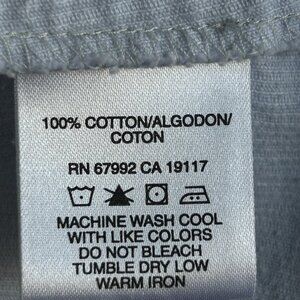 100% COTTON/ALGODON/
COTON
RN 67992 CA 19117
MACHINE WASH COOL
WITH LIKE COLORS
DO NOT BLEACH
TUMBLE DRY LOW
WARM IRON